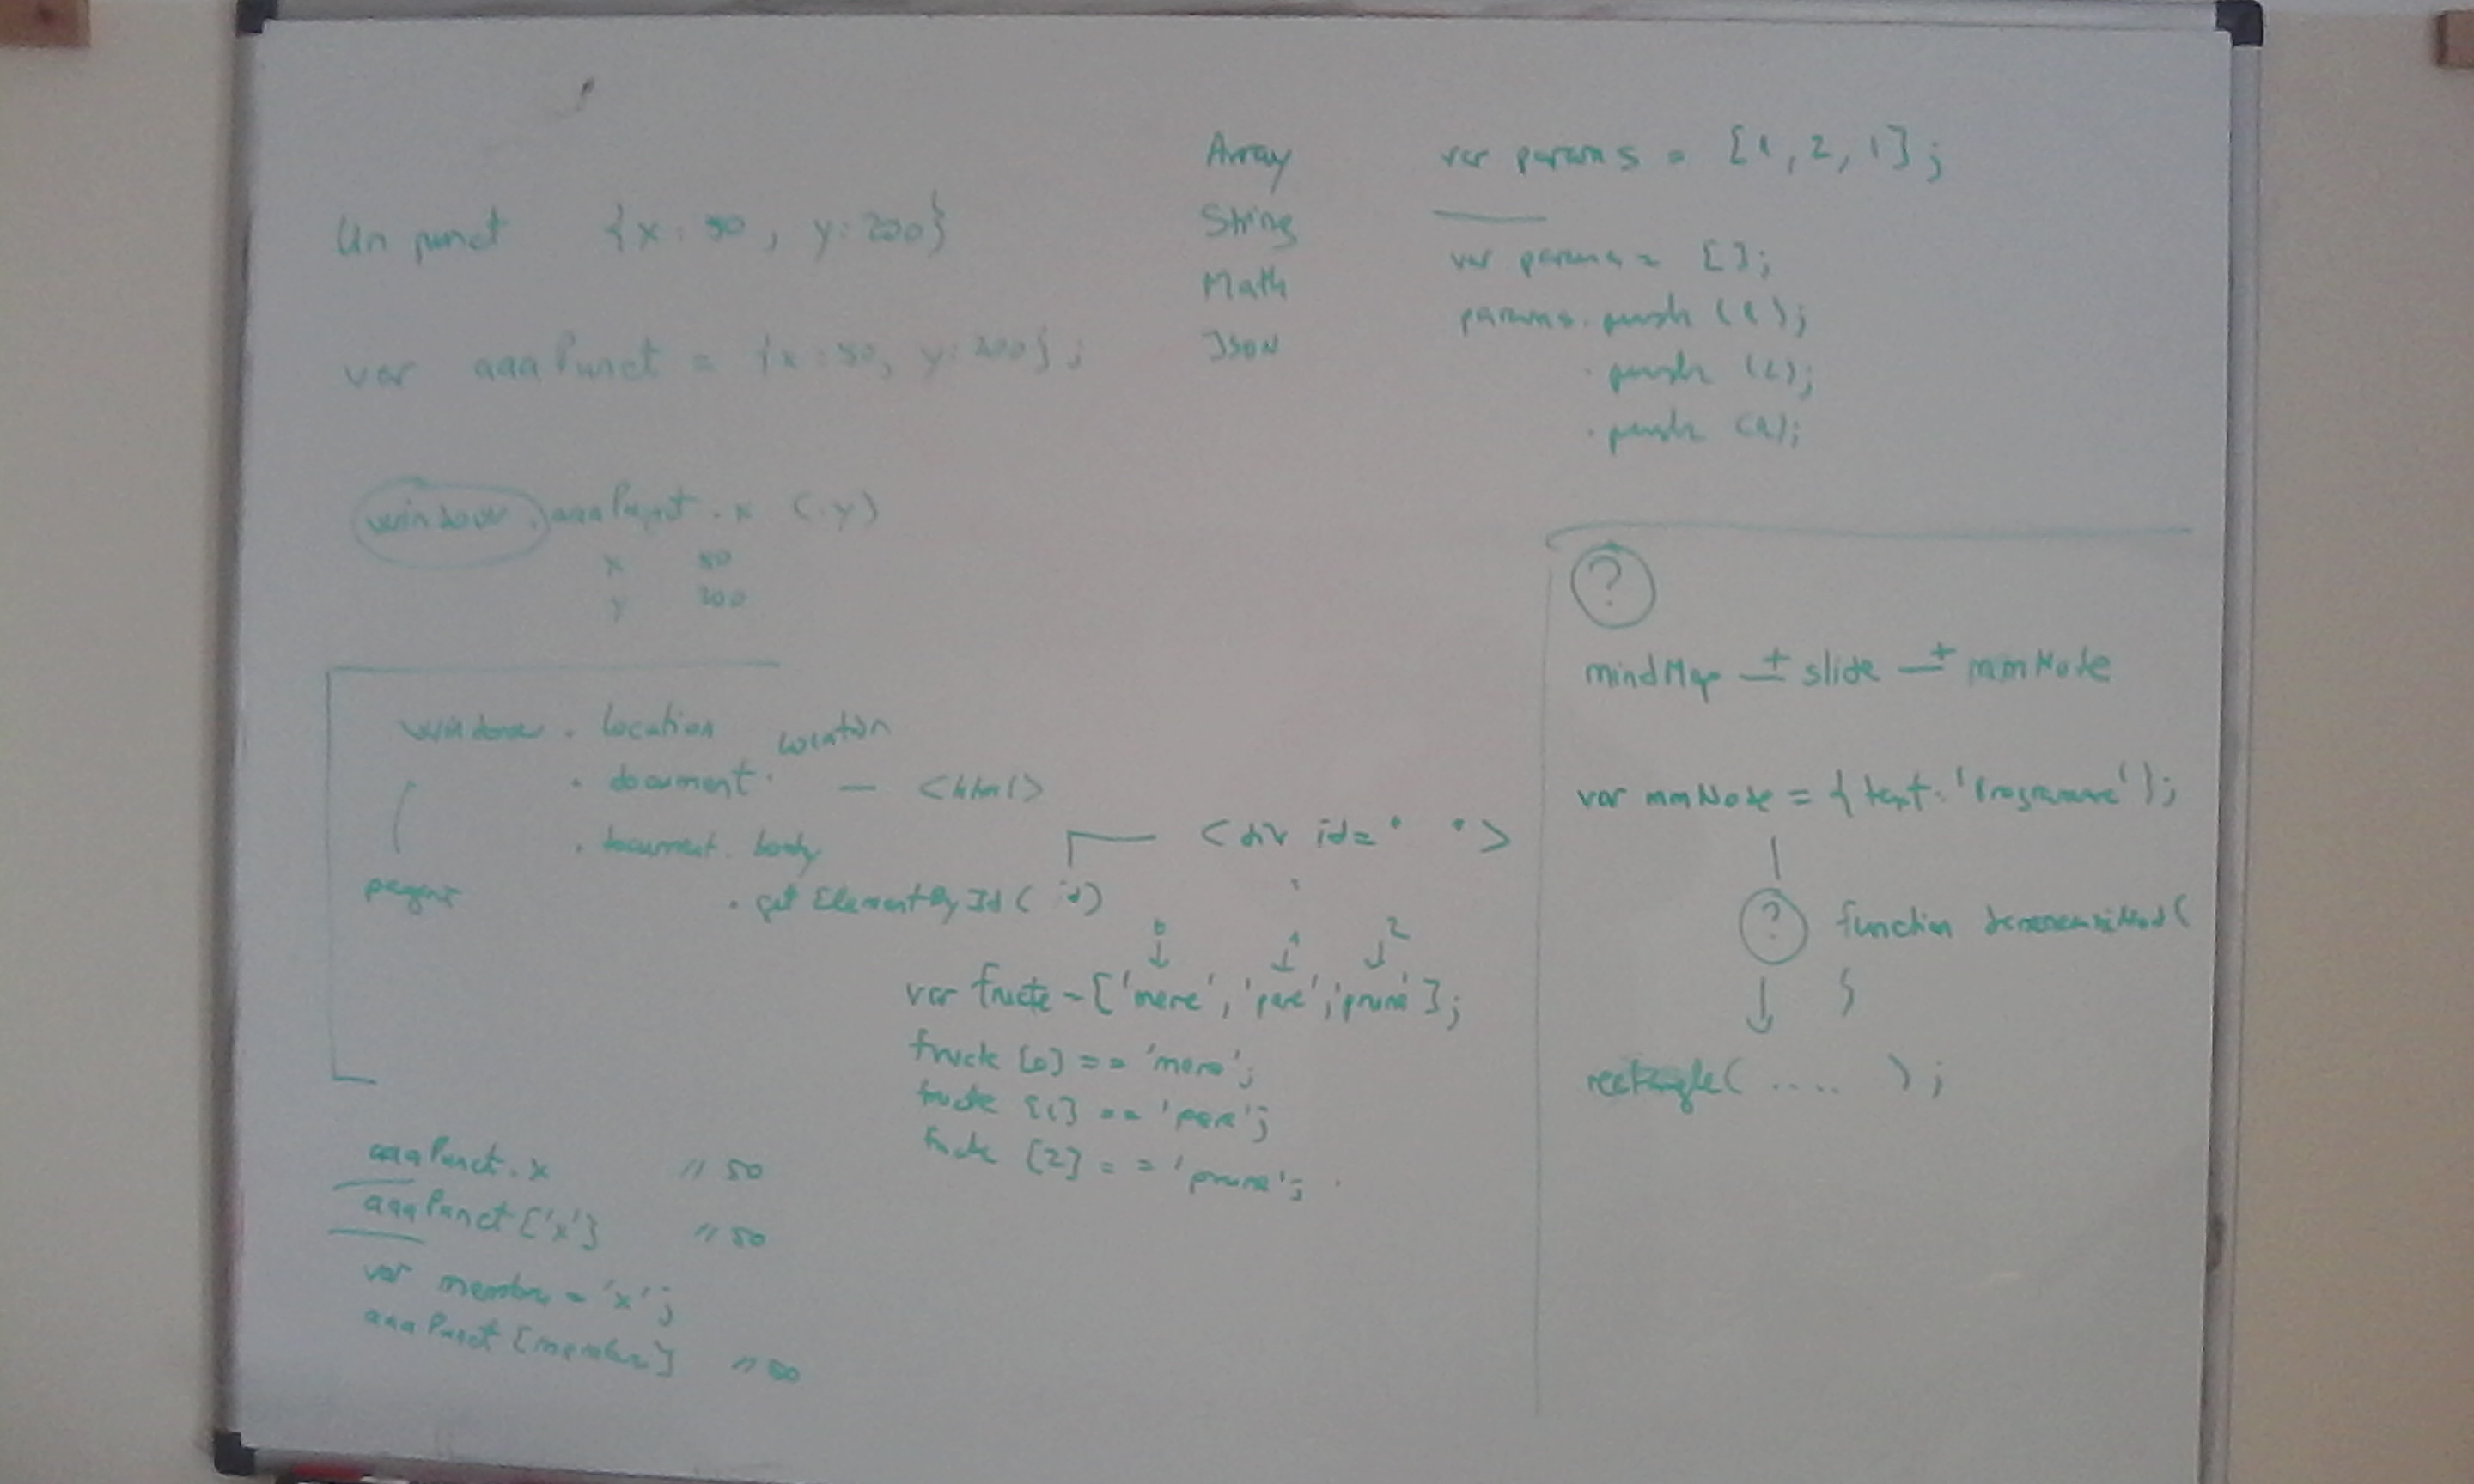 Un punct {x: 50, y: 200}
var aaaPunct = {x: 50, y: 200};
window.aaaPunct.x (.y)
x 50
y 200
window . location
. document . location — <html>
. document. body
pagini
. getElementById( id)
<div id=" ">
0 1 2
var fructe = ['mere', 'pere', 'prune'];
fructe [0] == 'mere';
fructe [1] == 'pere';
fructe [2] == 'prune';
aaaPunct.x // 50
aaaPunct['x'] // 50
var membru = 'x';
aaaPunct[membru] // 50
Array
String
Math
JSON
var params = [1, 2, 1];
var params = [];
params.push (1);
.push (2);
.push (1);
?
mindMap + slide + mmNode
var mmNode = {text: 'Programare'};
? function deseneaza
}
rectangle( .... );